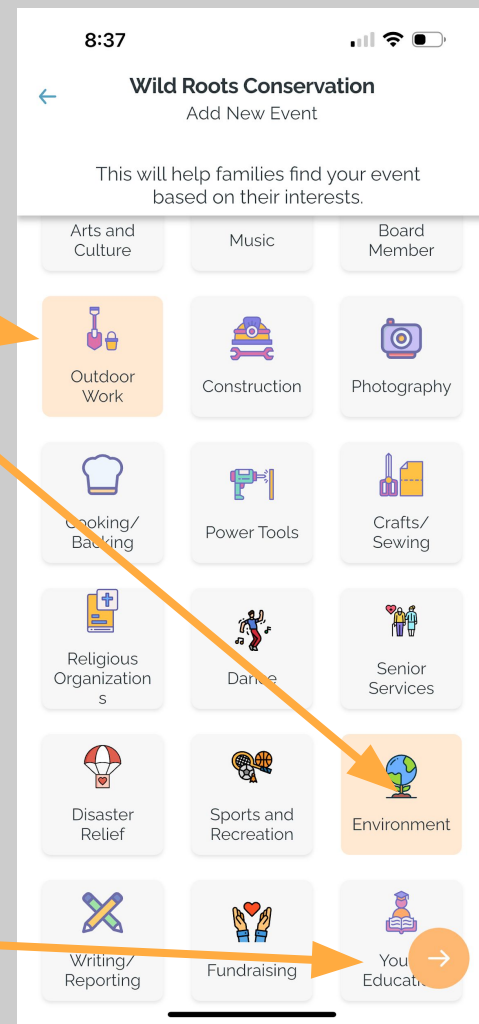 8:37
Wild Roots Conservation
Add New Event
This will help families find your event
based on their interests.
Arts and
Culture
Music
Board
Member
Outdoor
Work
Construction
Photography
Cooking/
Backing
Power Tools
Crafts/
Sewing
Religious
Organization
s
Dance
Senior
Services
Disaster
Relief
Sports and
Recreation
Environment
Writing/
Reporting
Fundraising